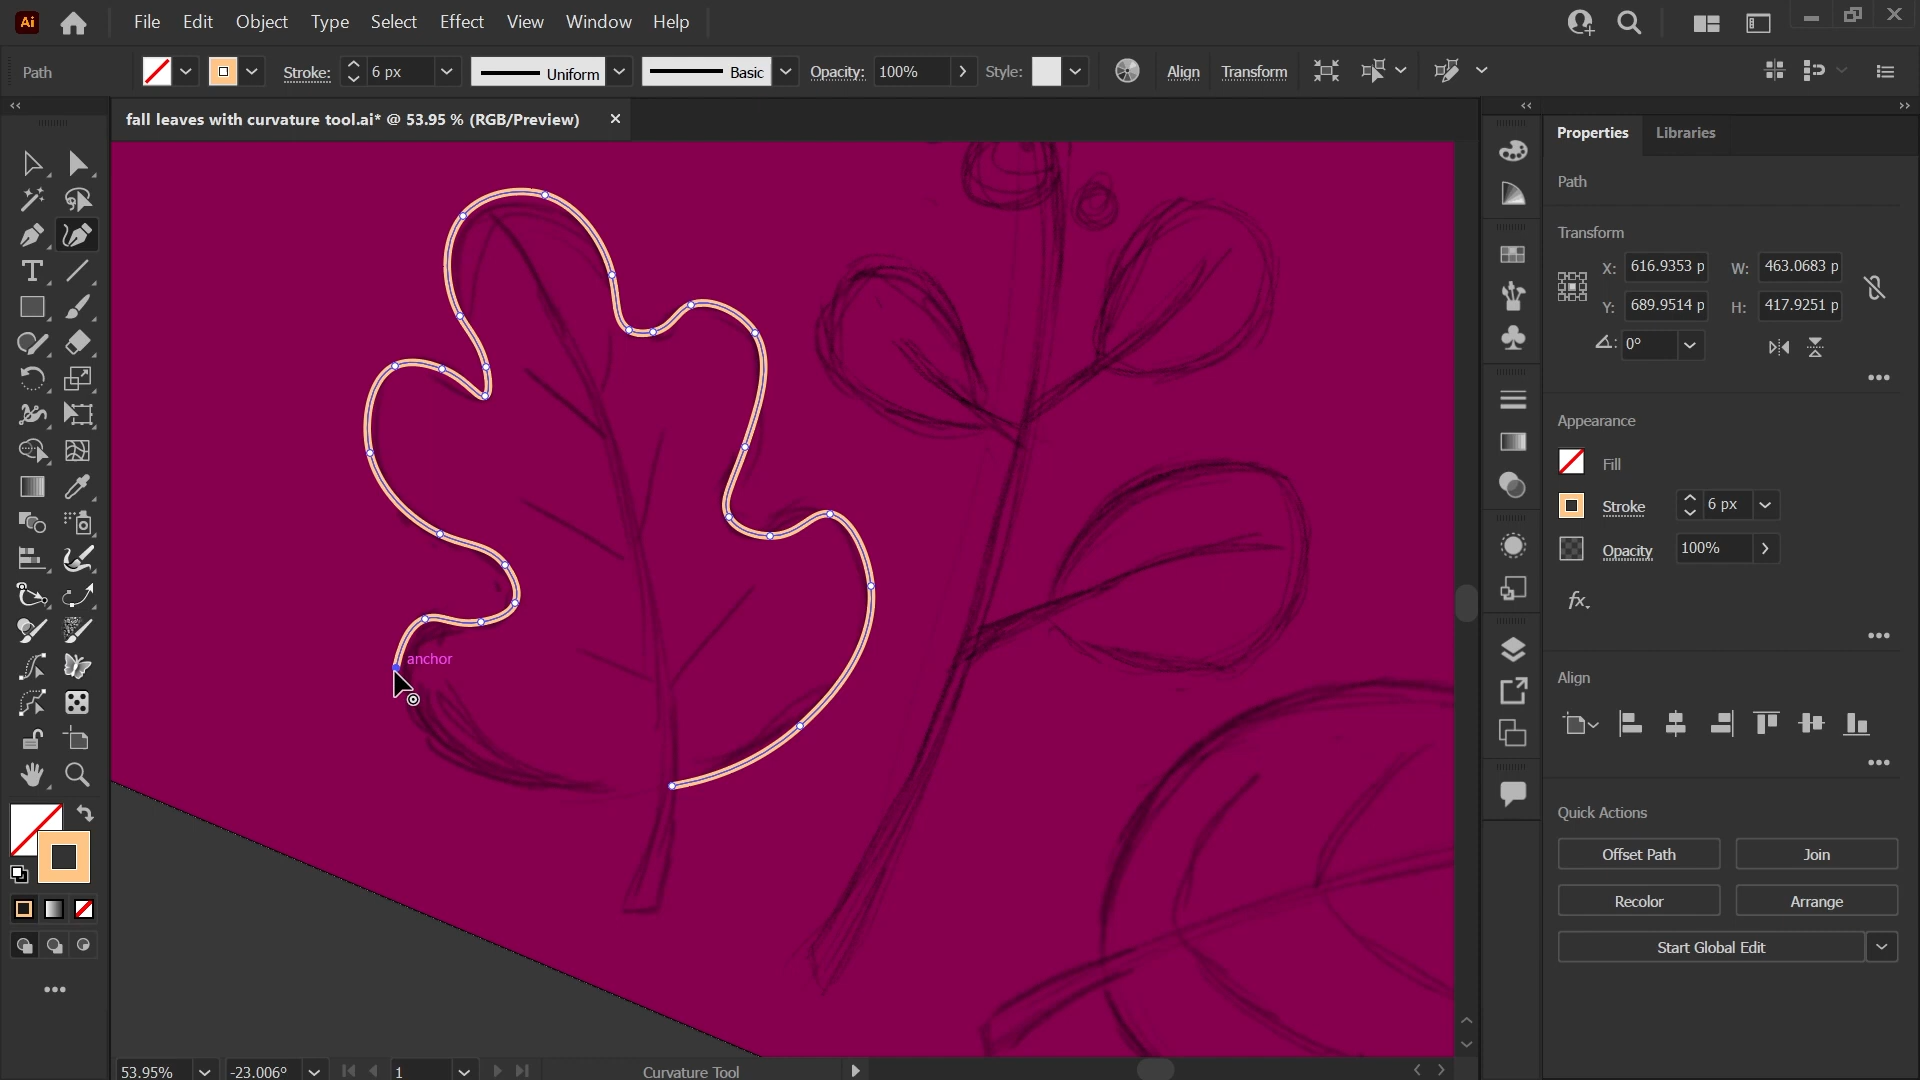 Ai File Edit Object Type Select Effect View Window Help
Path Stroke: 6 px Uniform Basic Opacity: 100% Style: Align Transform
fall leaves with curvature tool.ai* @ 53.95 % (RGB/Preview)
Properties Libraries
Path
Transform
X: 616.9353 p W: 463.0683 p
Y: 689.9514 p H: 417.9251 p
0°
Appearance
Fill
Stroke 6 px
Opacity 100%
fx
anchor
Align
Quick Actions
Offset Path Join
Recolor Arrange
Start Global Edit
53.95% -23.006° 1 Curvature Tool